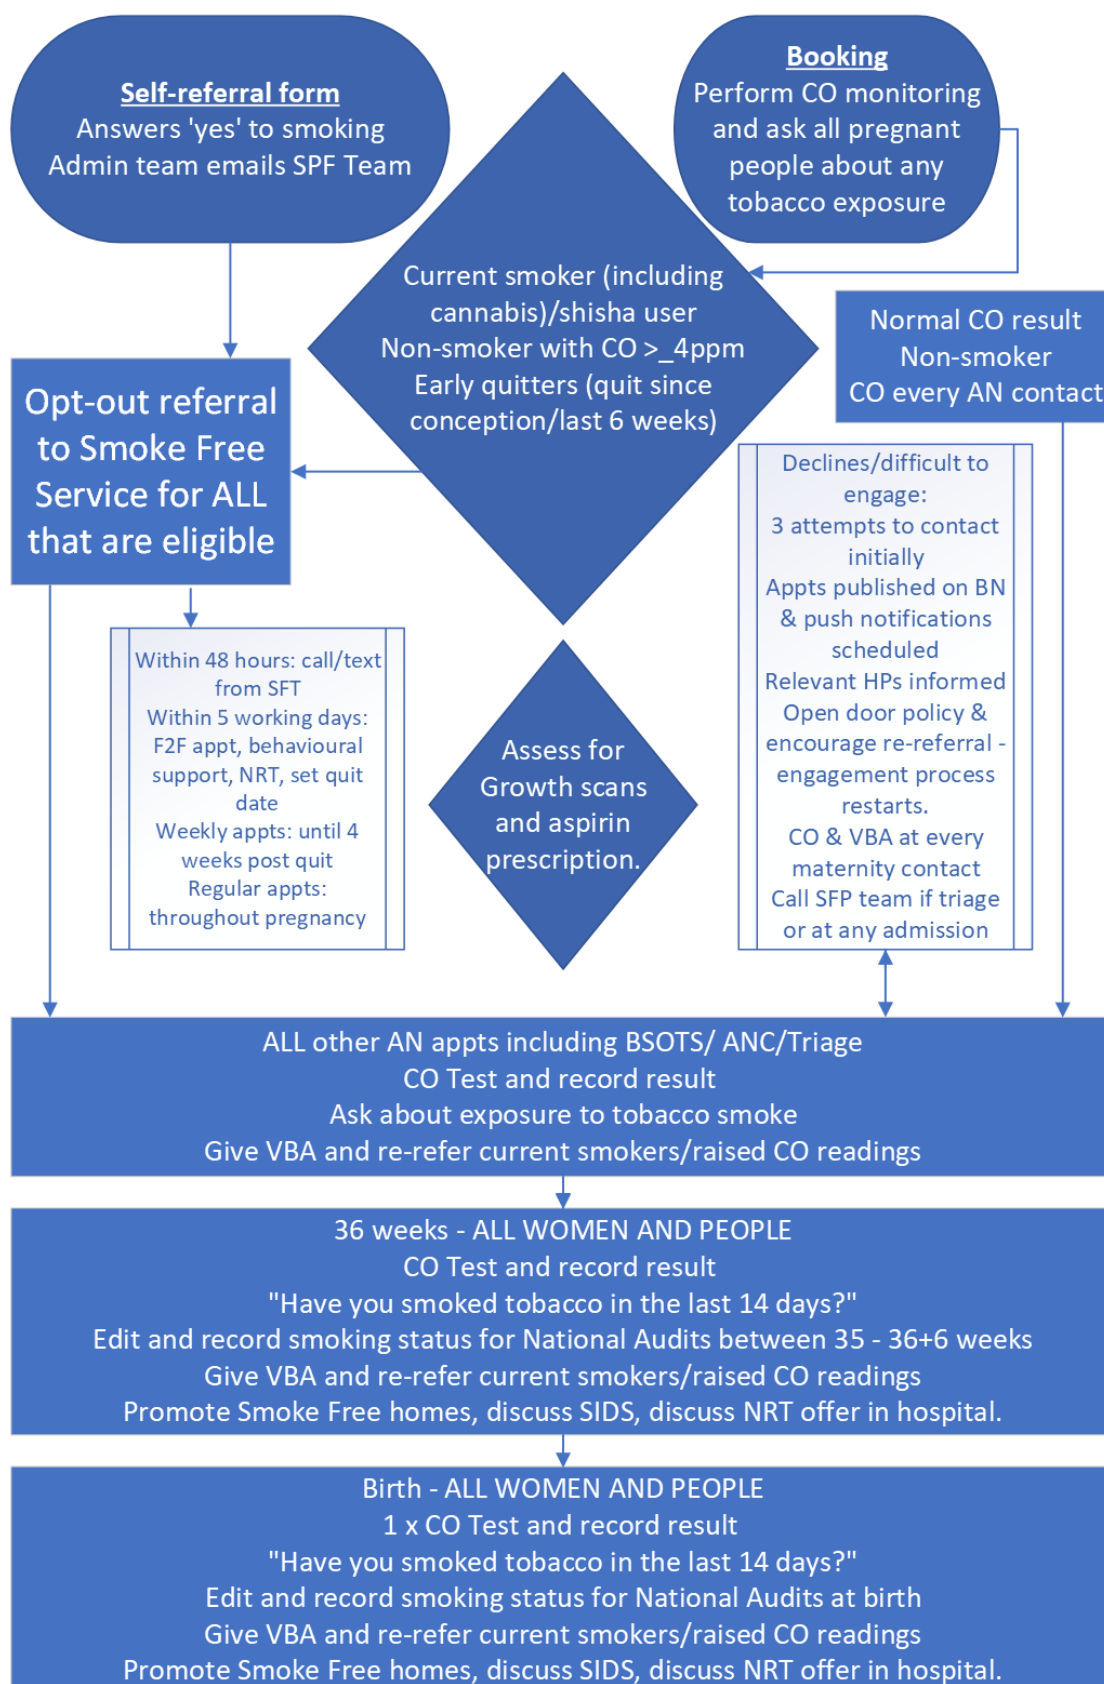 Self-referral form
Answers 'yes' to smoking
Admin team emails SPF Team
Booking
Perform CO monitoring
and ask all pregnant
people about any
tobacco exposure
Current smoker (including
cannabis)/shisha user
Non-smoker with CO >_4ppm
Early quitters (quit since
conception/last 6 weeks)
Normal CO result
Non-smoker
CO every AN contact
Opt-out referral
to Smoke Free
Service for ALL
that are eligible
Within 48 hours: call/text
from SFT
Within 5 working days:
F2F appt, behavioural
support, NRT, set quit
date
Weekly appts: until 4
weeks post quit
Regular appts:
throughout pregnancy
Assess for
Growth scans
and aspirin
prescription.
Declines/difficult to
engage:
3 attempts to contact
initially
Appts published on BN
& push notifications
scheduled
Relevant HPs informed
Open door policy &
encourage re-referral -
engagement process
restarts.
CO & VBA at every
maternity contact
Call SFP team if triage
or at any admission
ALL other AN appts including BSOTS/ ANC/Triage
CO Test and record result
Ask about exposure to tobacco smoke
Give VBA and re-refer current smokers/raised CO readings
36 weeks - ALL WOMEN AND PEOPLE
CO Test and record result
"Have you smoked tobacco in the last 14 days?"
Edit and record smoking status for National Audits between 35 - 36+6 weeks
Give VBA and re-refer current smokers/raised CO readings
Promote Smoke Free homes, discuss SIDS, discuss NRT offer in hospital.
Birth - ALL WOMEN AND PEOPLE
1 x CO Test and record result
"Have you smoked tobacco in the last 14 days?"
Edit and record smoking status for National Audits at birth
Give VBA and re-refer current smokers/raised CO readings
Promote Smoke Free homes, discuss SIDS, discuss NRT offer in hospital.